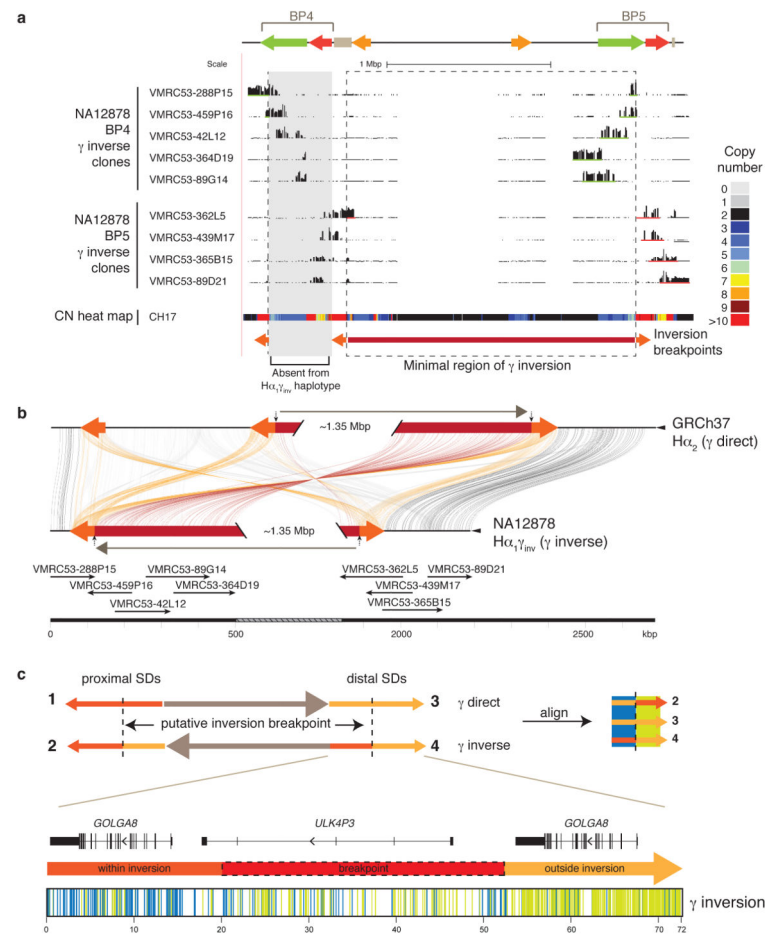 a
BP4
BP5
Scale
1 Mbp
NA12878
BP4
γ inverse
clones
VMRC53-288P15
VMRC53-459P16
VMRC53-42L12
VMRC53-364D19
VMRC53-89G14
NA12878
BP5
γ inverse
clones
VMRC53-362L5
VMRC53-439M17
VMRC53-365B15
VMRC53-89D21
Copy
number
0
1
2
3
4
5
6
7
8
9
>10
CN heat map
CH17
Absent from
Hα1γinv haplotype
Minimal region of γ inversion
Inversion
breakpoints
b
~1.35 Mbp
GRCh37
Hα2 (γ direct)
~1.35 Mbp
NA12878
Hα1γinv (γ inverse)
VMRC53-288P15
VMRC53-89G14
VMRC53-362L5
VMRC53-89D21
VMRC53-459P16
VMRC53-364D19
VMRC53-439M17
VMRC53-42L12
VMRC53-365B15
0
500
2000
2500
kbp
c
proximal SDs
distal SDs
1
3
γ direct
putative inversion breakpoint
2
4
γ inverse
align
2
3
4
GOLGA8
ULK4P3
GOLGA8
within inversion
breakpoint
outside inversion
γ inversion
0
10
20
30
40
50
60
70
72